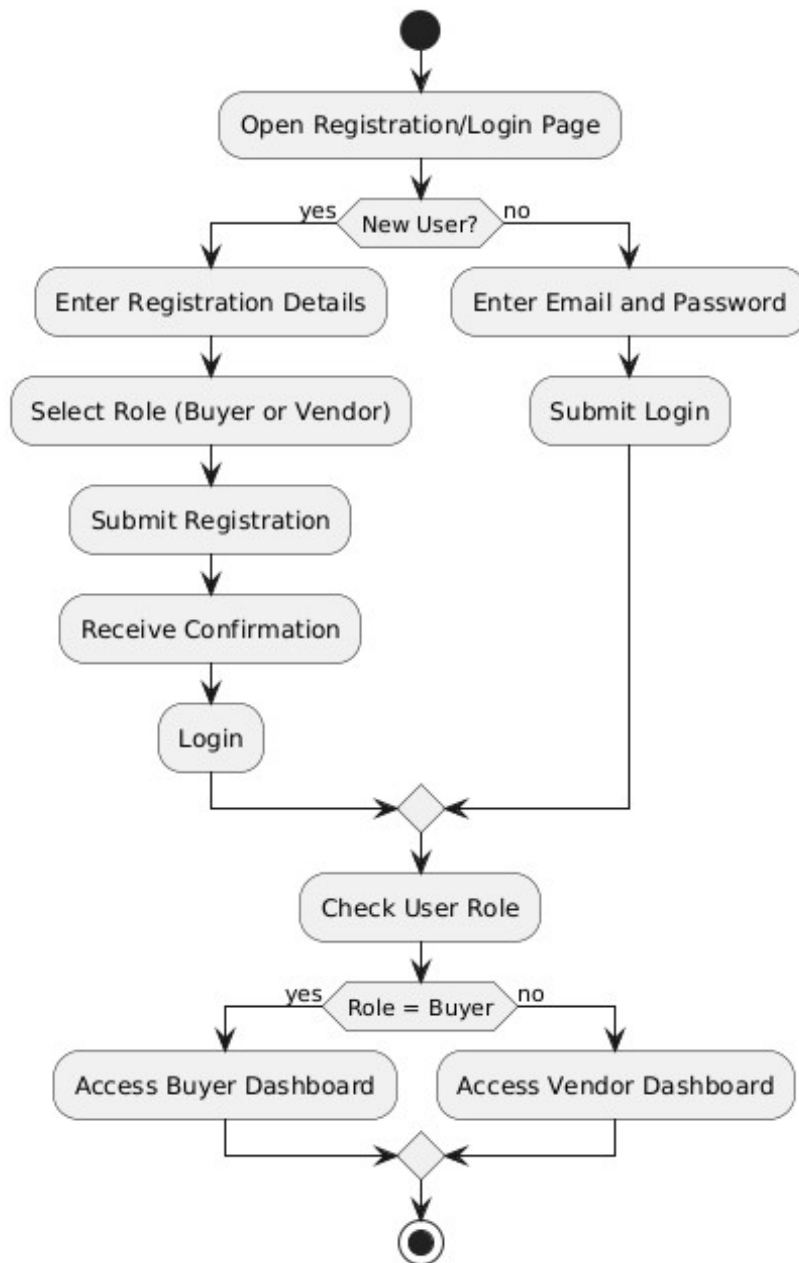 Open Registration/Login Page
yes
New User?
no
Enter Registration Details
Enter Email and Password
Select Role (Buyer or Vendor)
Submit Login
Submit Registration
Receive Confirmation
Login
Check User Role
yes
Role = Buyer
no
Access Buyer Dashboard
Access Vendor Dashboard